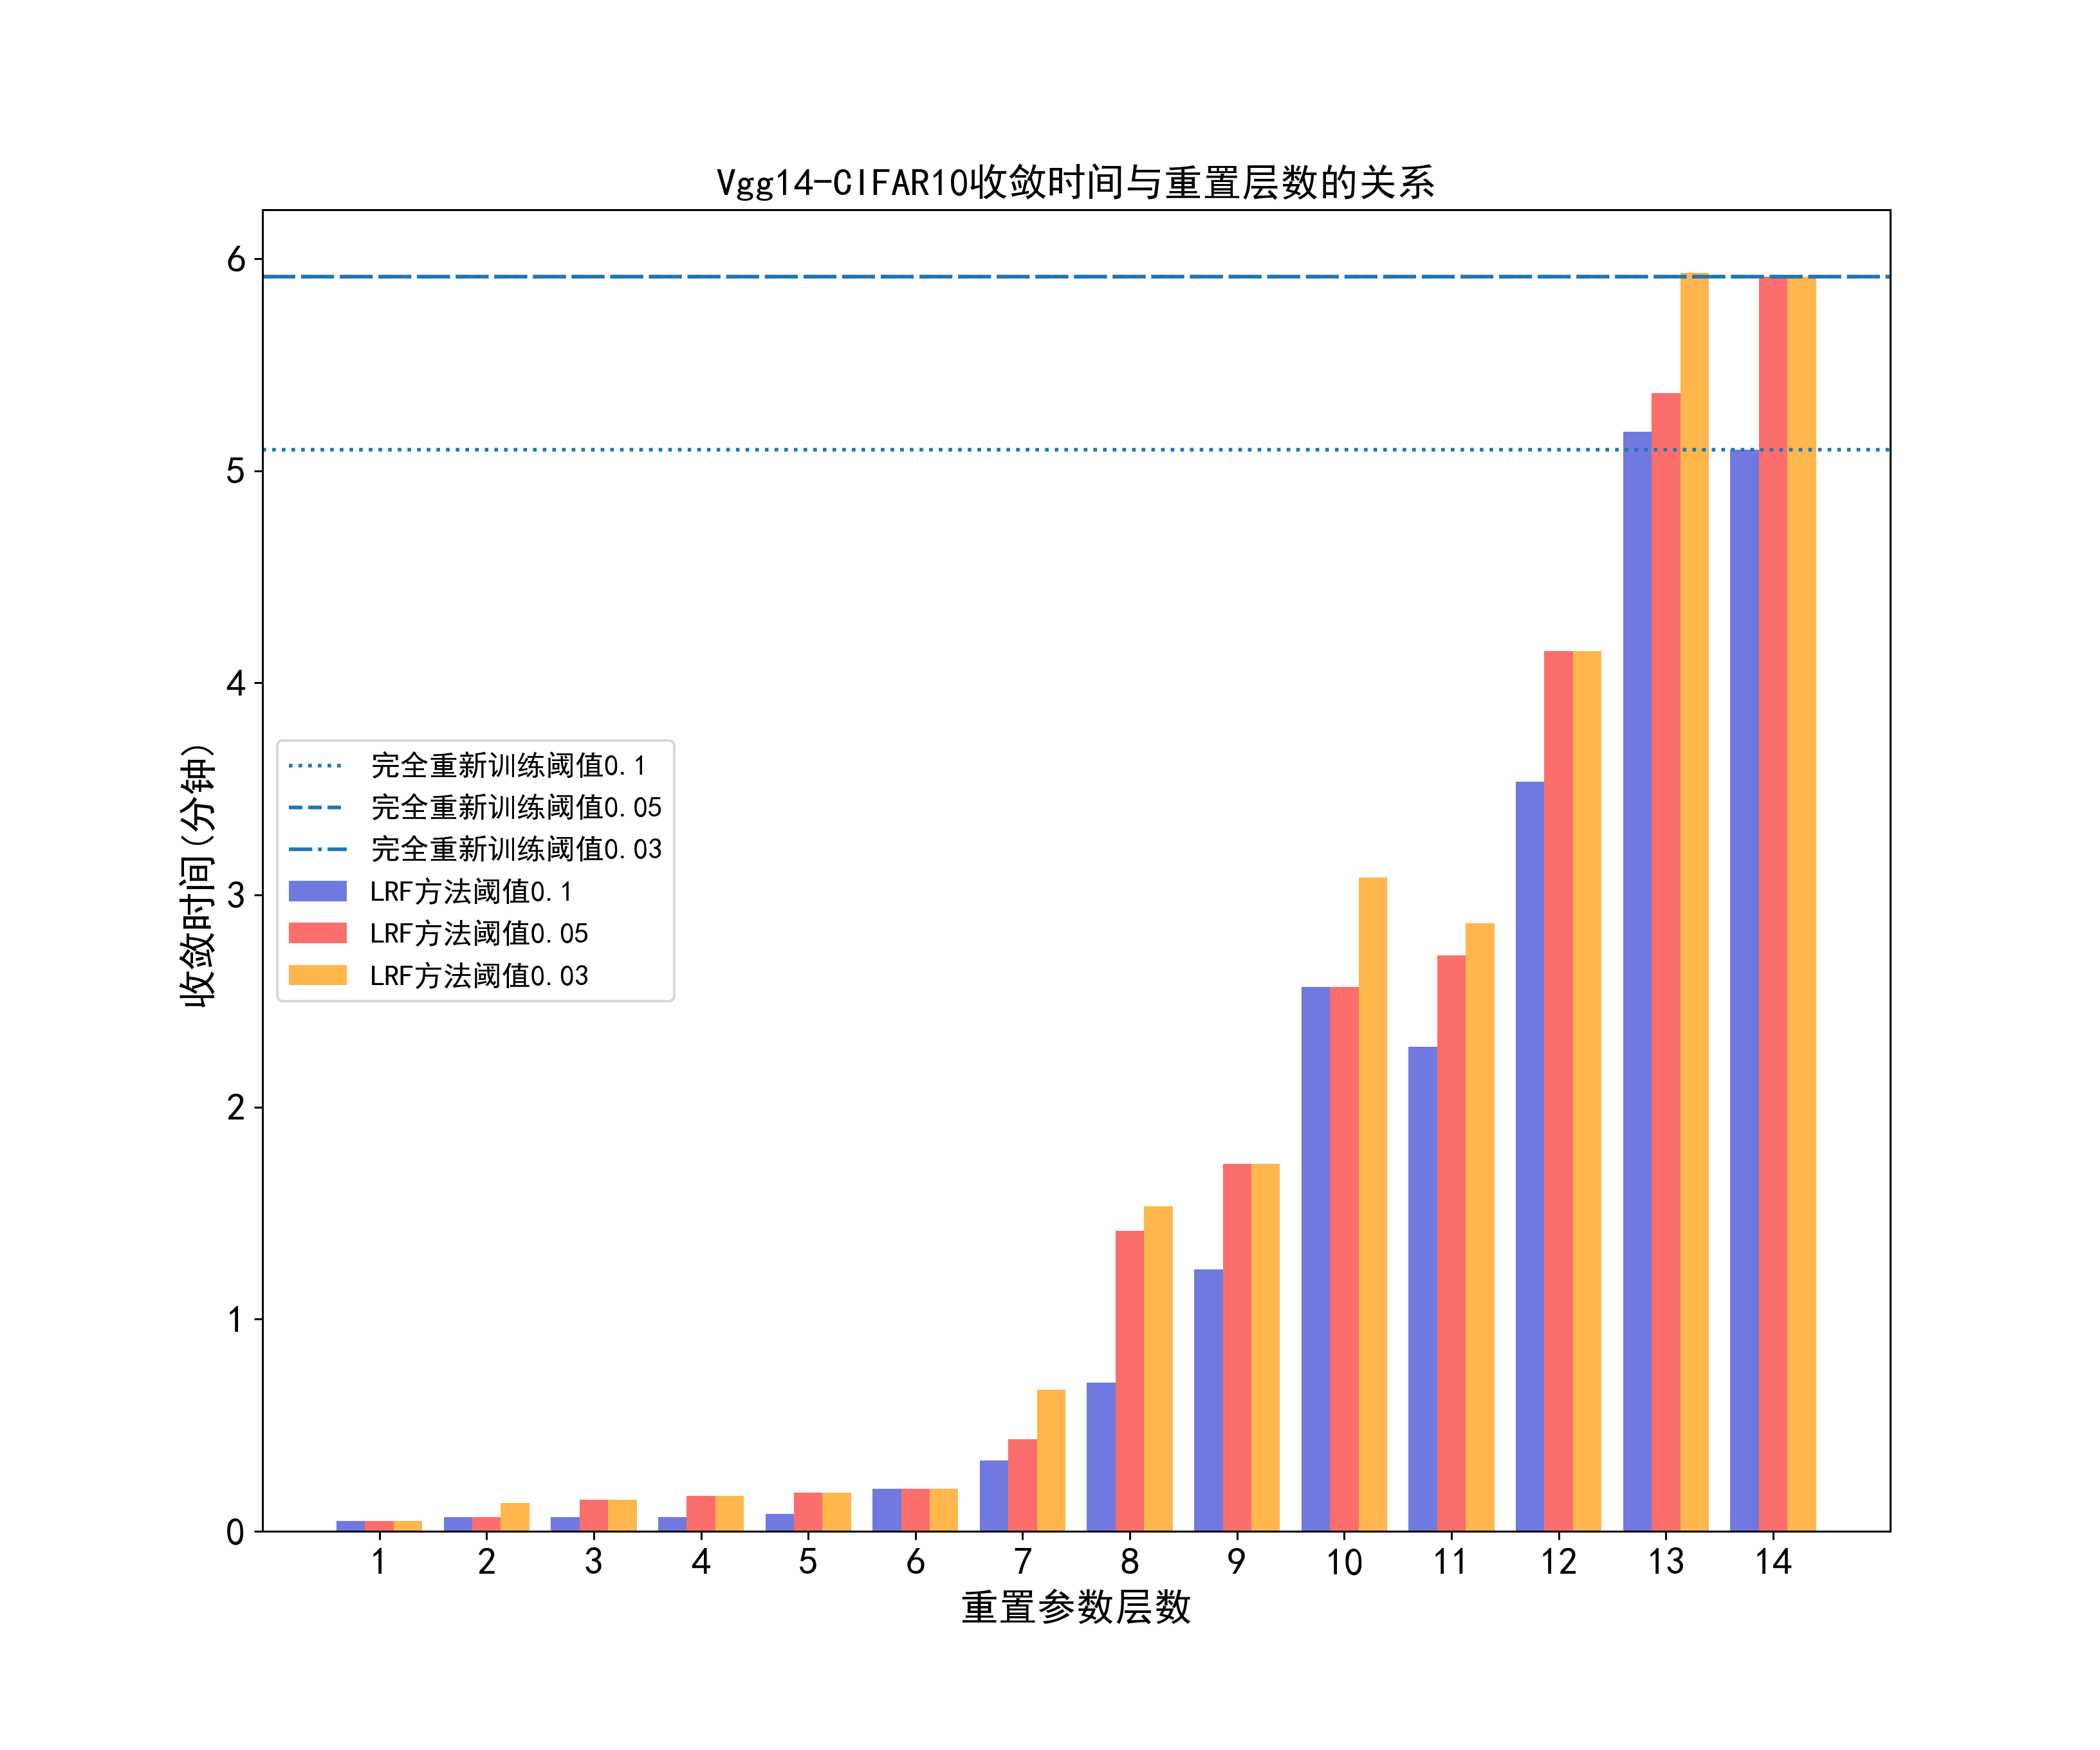 Vgg14-CIFAR10收敛时间与重置层数的关系
6
5
4
3
2
1
0
收敛时间(分钟)
完全重新训练阈值0.1
完全重新训练阈值0.05
完全重新训练阈值0.03
LRF方法阈值0.1
LRF方法阈值0.05
LRF方法阈值0.03
1 2 3 4 5 6 7 8 9 10 11 12 13 14
重置参数层数